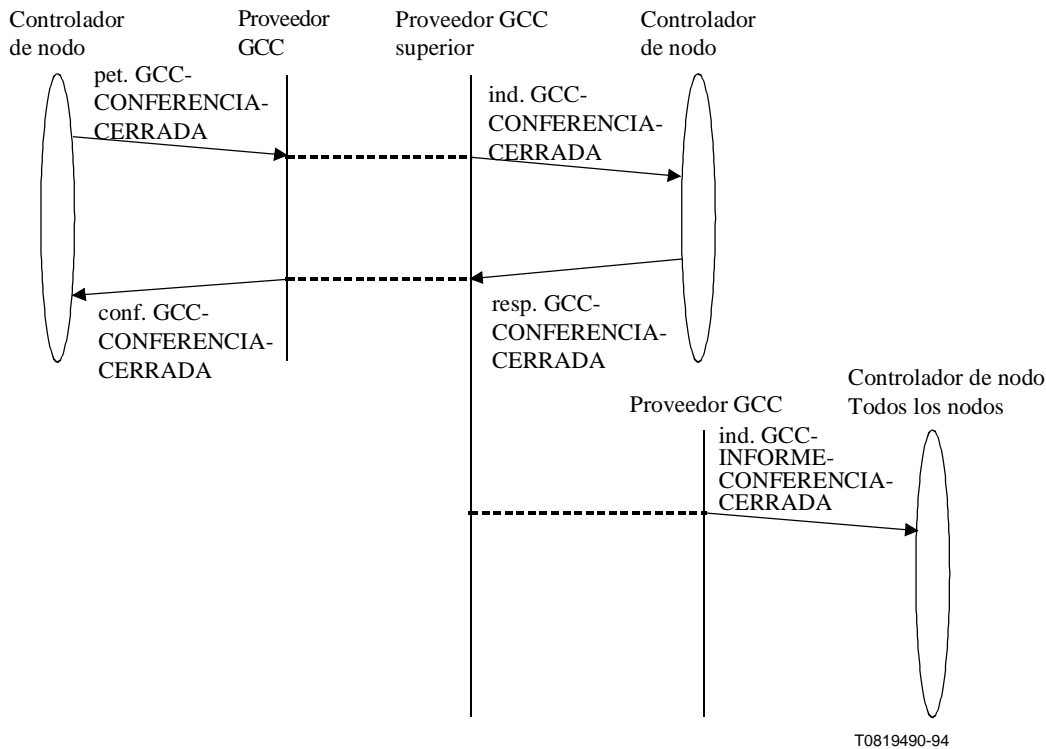 Controlador
de nodo
Proveedor
GCC
Proveedor GCC
superior
Controlador
de nodo
pet. GCC-
CONFERENCIA-
CERRADA
ind. GCC-
CONFERENCIA-
CERRADA
conf. GCC-
CONFERENCIA-
CERRADA
resp. GCC-
CONFERENCIA-
CERRADA
Controlador de nodo
Todos los nodos
Proveedor GCC
ind. GCC-
INFORME-
CONFERENCIA-
CERRADA
T0819490-94